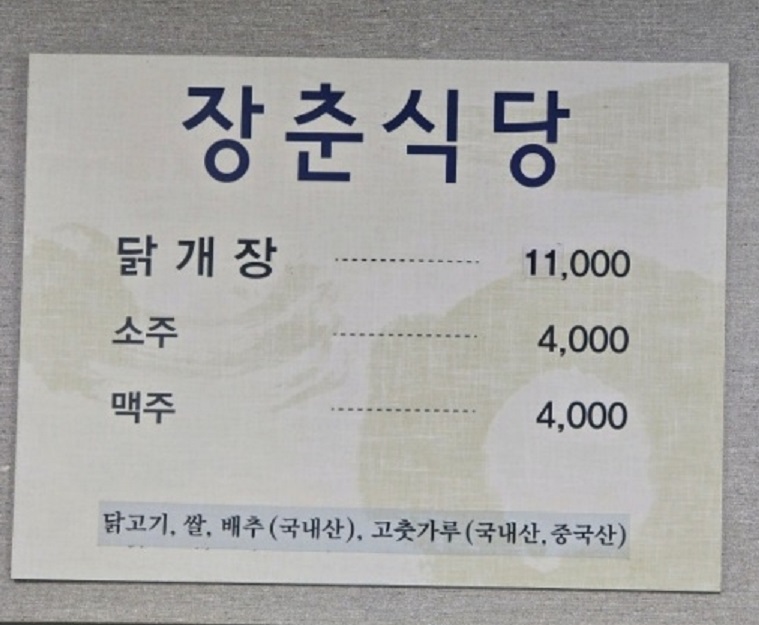 장춘식당
닭개장 11,000
소주 4,000
맥주 4,000
닭고기, 쌀, 배추(국내산), 고춧가루(국내산,중국산)